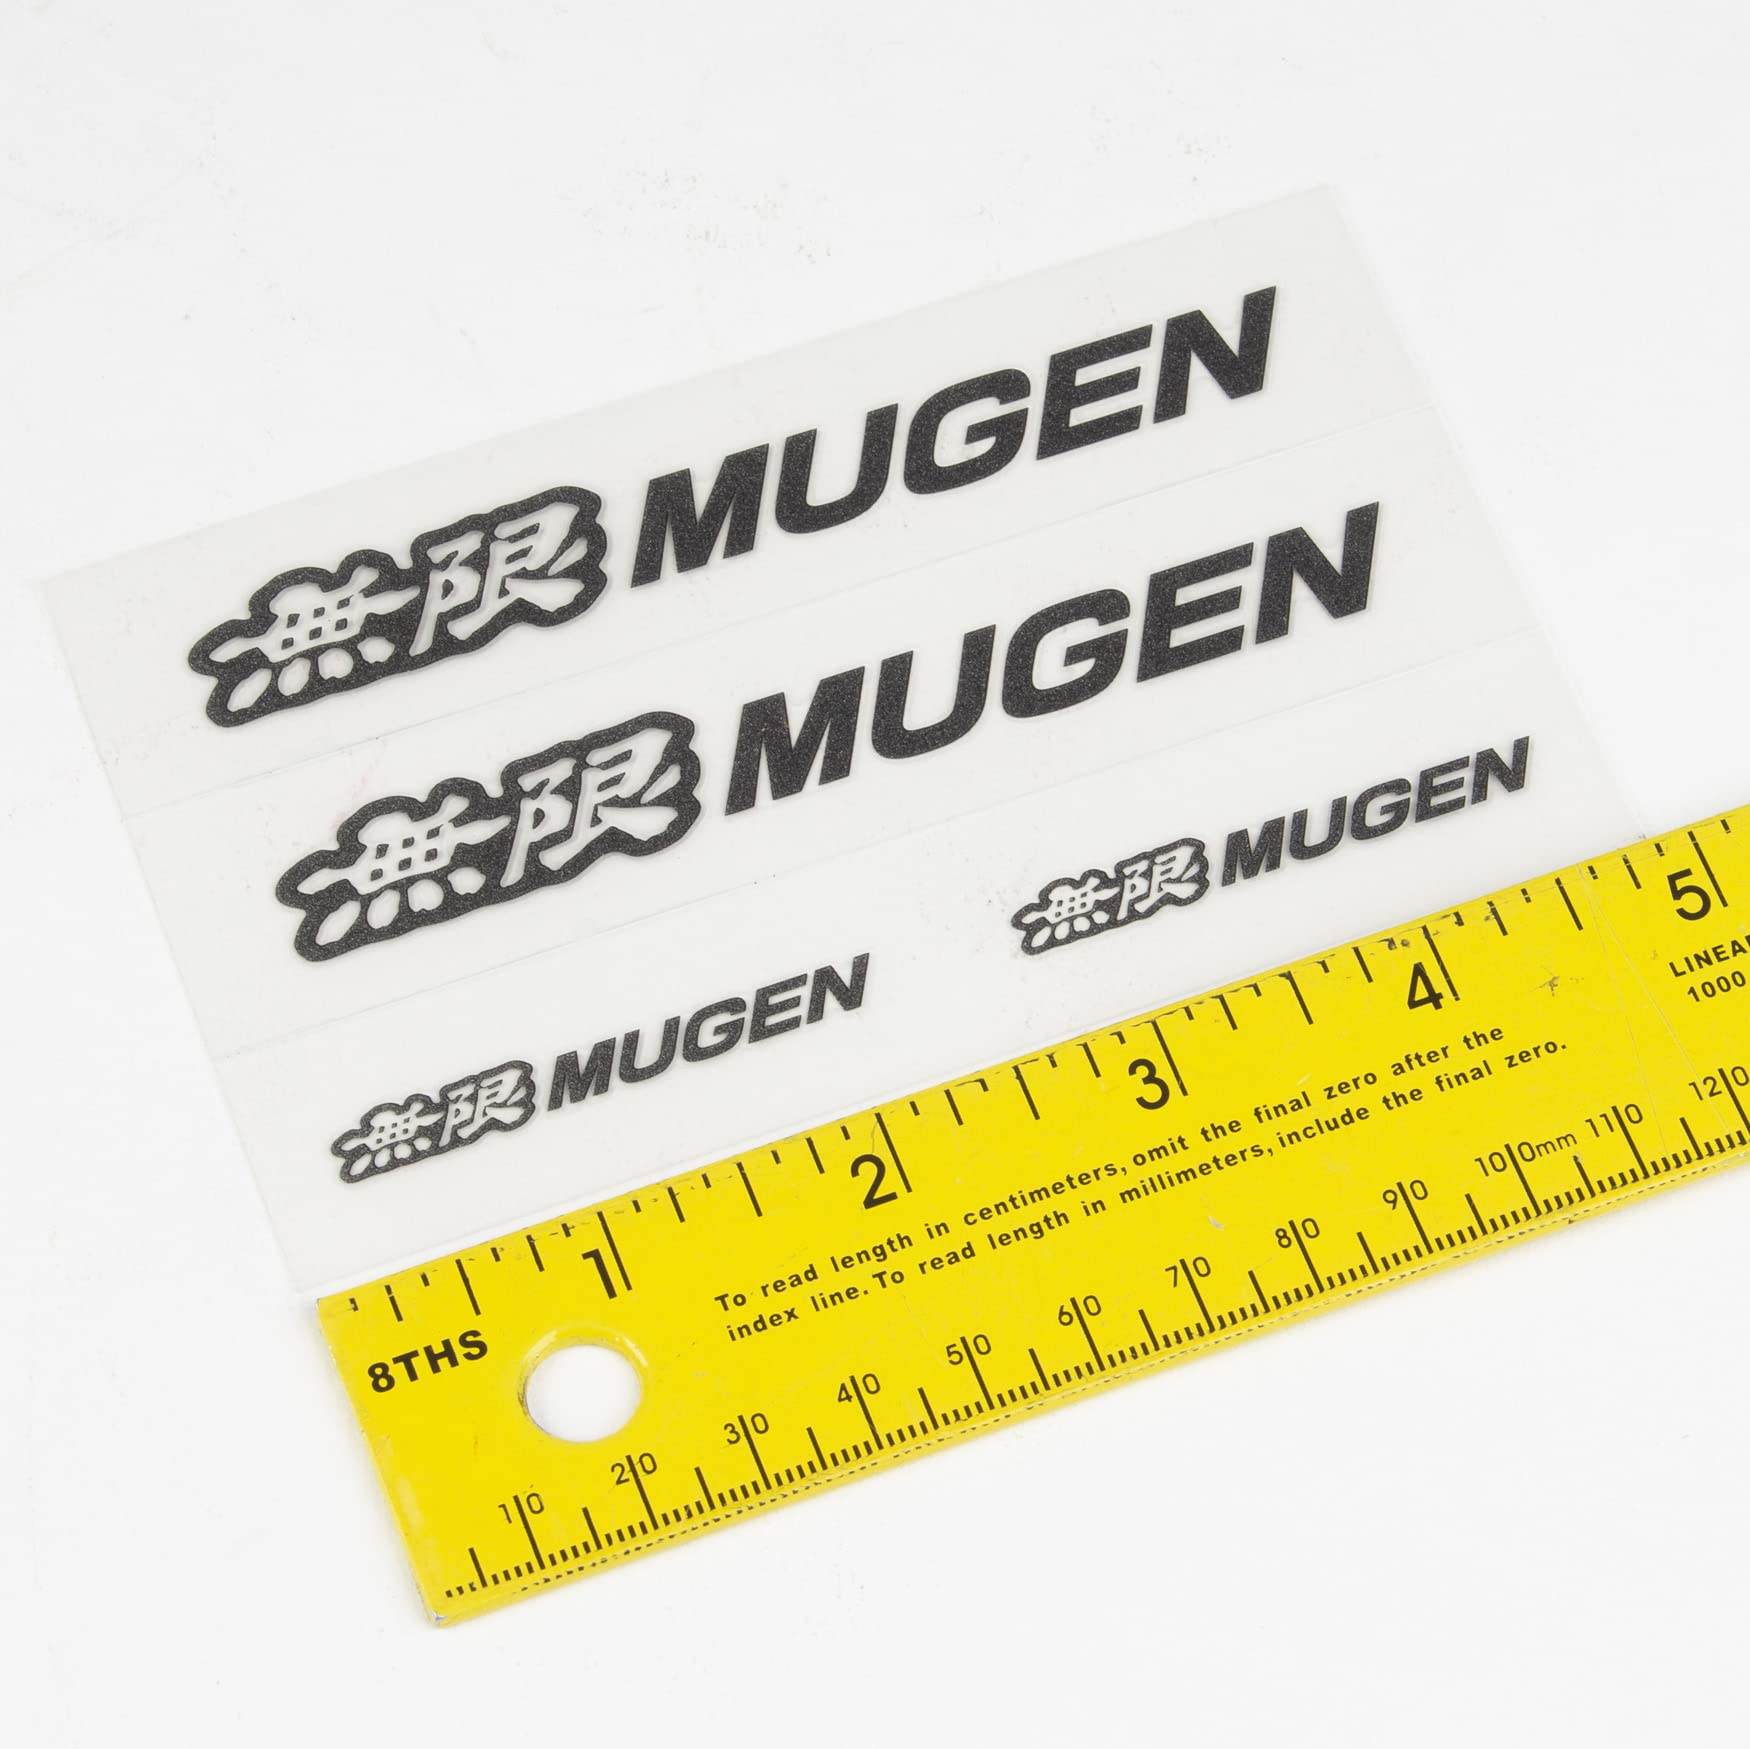 無限 MUGEN
無限 MUGEN
無限 MUGEN
無限 MUGEN
1 2 3 4 5
8THS
To read length in centimeters, omit the final zero after the
index line. To read length in millimeters, include the final zero.
LINEA
1000
10 20 30 40 50 60 70 80 90 100mm 110 120